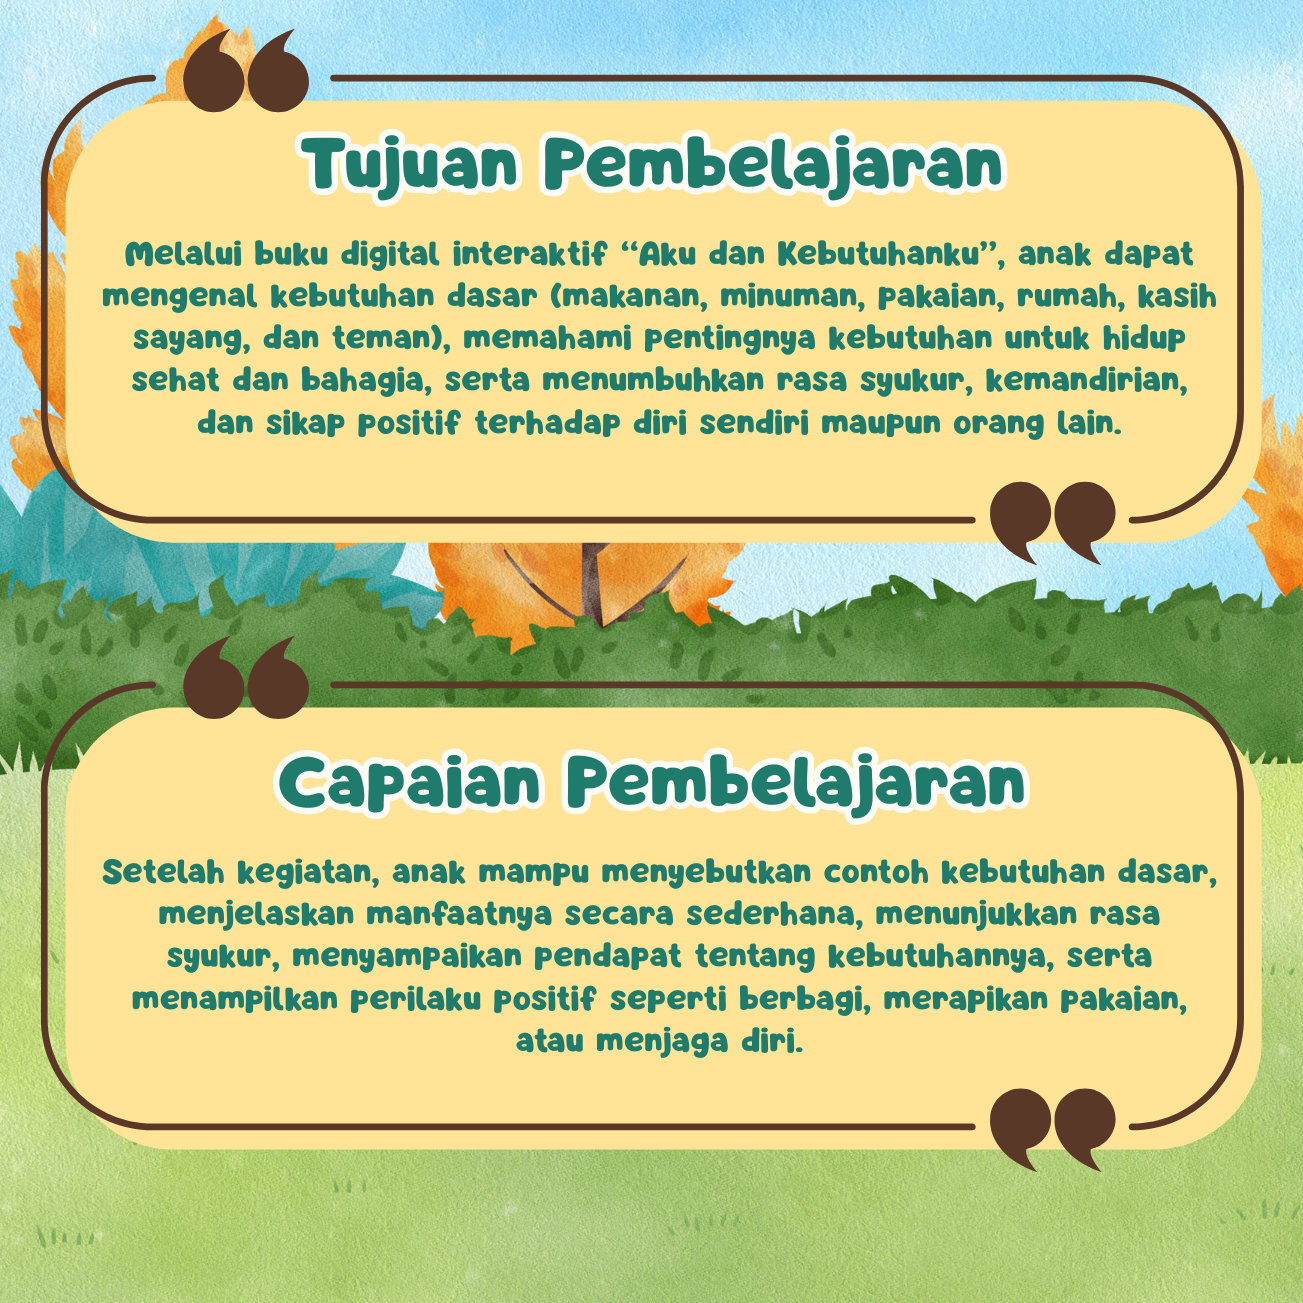 Tujuan Pembelajaran
Melalui buku digital interaktif “Aku dan Kebutuhanku”, anak dapat
mengenal kebutuhan dasar (makanan, minuman, pakaian, rumah, kasih
sayang, dan teman), memahami pentingnya kebutuhan untuk hidup
sehat dan bahagia, serta menumbuhkan rasa syukur, kemandirian,
dan sikap positif terhadap diri sendiri maupun orang lain.
Capaian Pembelajaran
Setelah kegiatan, anak mampu menyebutkan contoh kebutuhan dasar,
menjelaskan manfaatnya secara sederhana, menunjukkan rasa
syukur, menyampaikan pendapat tentang kebutuhannya, serta
menampilkan perilaku positif seperti berbagi, merapikan pakaian,
atau menjaga diri.